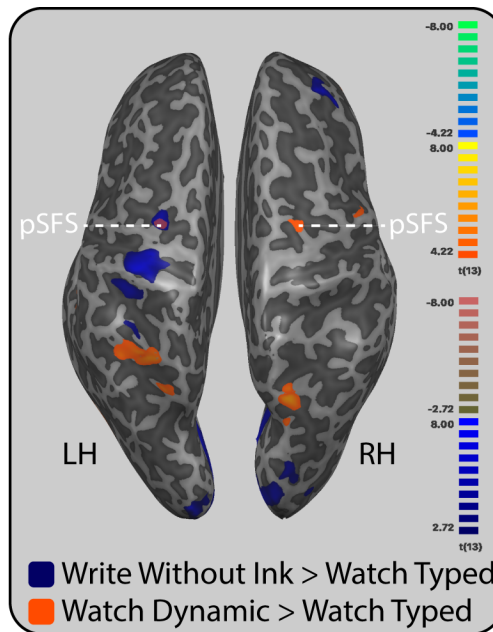 -8.00
-4.22
8.00
pSFS
pSFS
4.22
t(13)
-8.00
-2.72
8.00
LH
RH
2.72
t(13)
Write Without Ink > Watch Typed
Watch Dynamic > Watch Typed